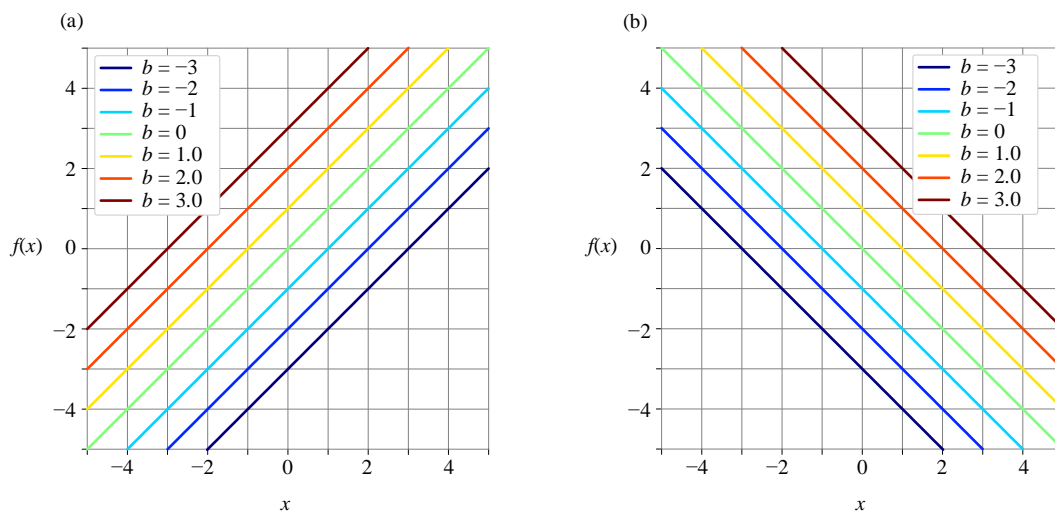 (a)
b = −3
b = −2
b = −1
b = 0
b = 1.0
b = 2.0
b = 3.0
4
2
0
−2
−4
f(x)
−4
−2
0
2
4
x
(b)
b = −3
b = −2
b = −1
b = 0
b = 1.0
b = 2.0
b = 3.0
4
2
0
−2
−4
f(x)
−4
−2
0
2
4
x